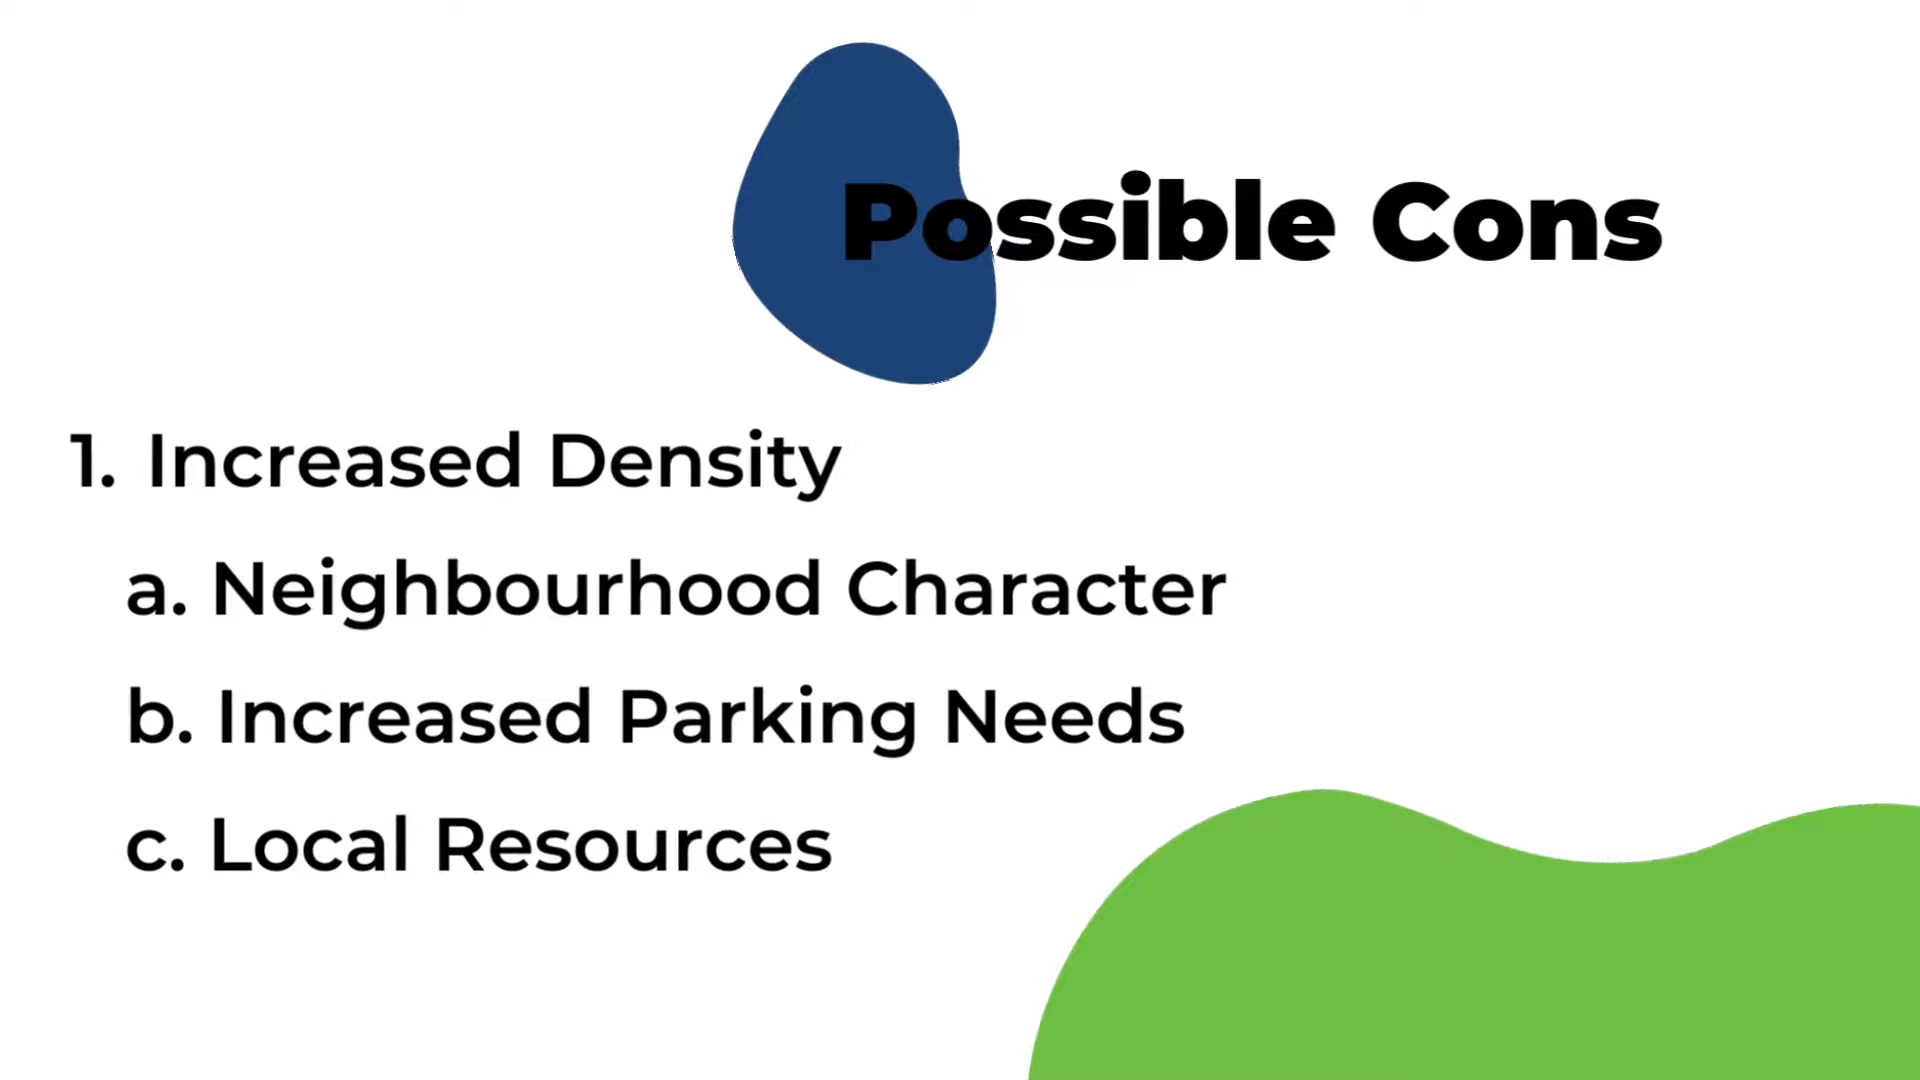 Possible Cons
1. Increased Density
a. Neighbourhood Character
b. Increased Parking Needs
c. Local Resources